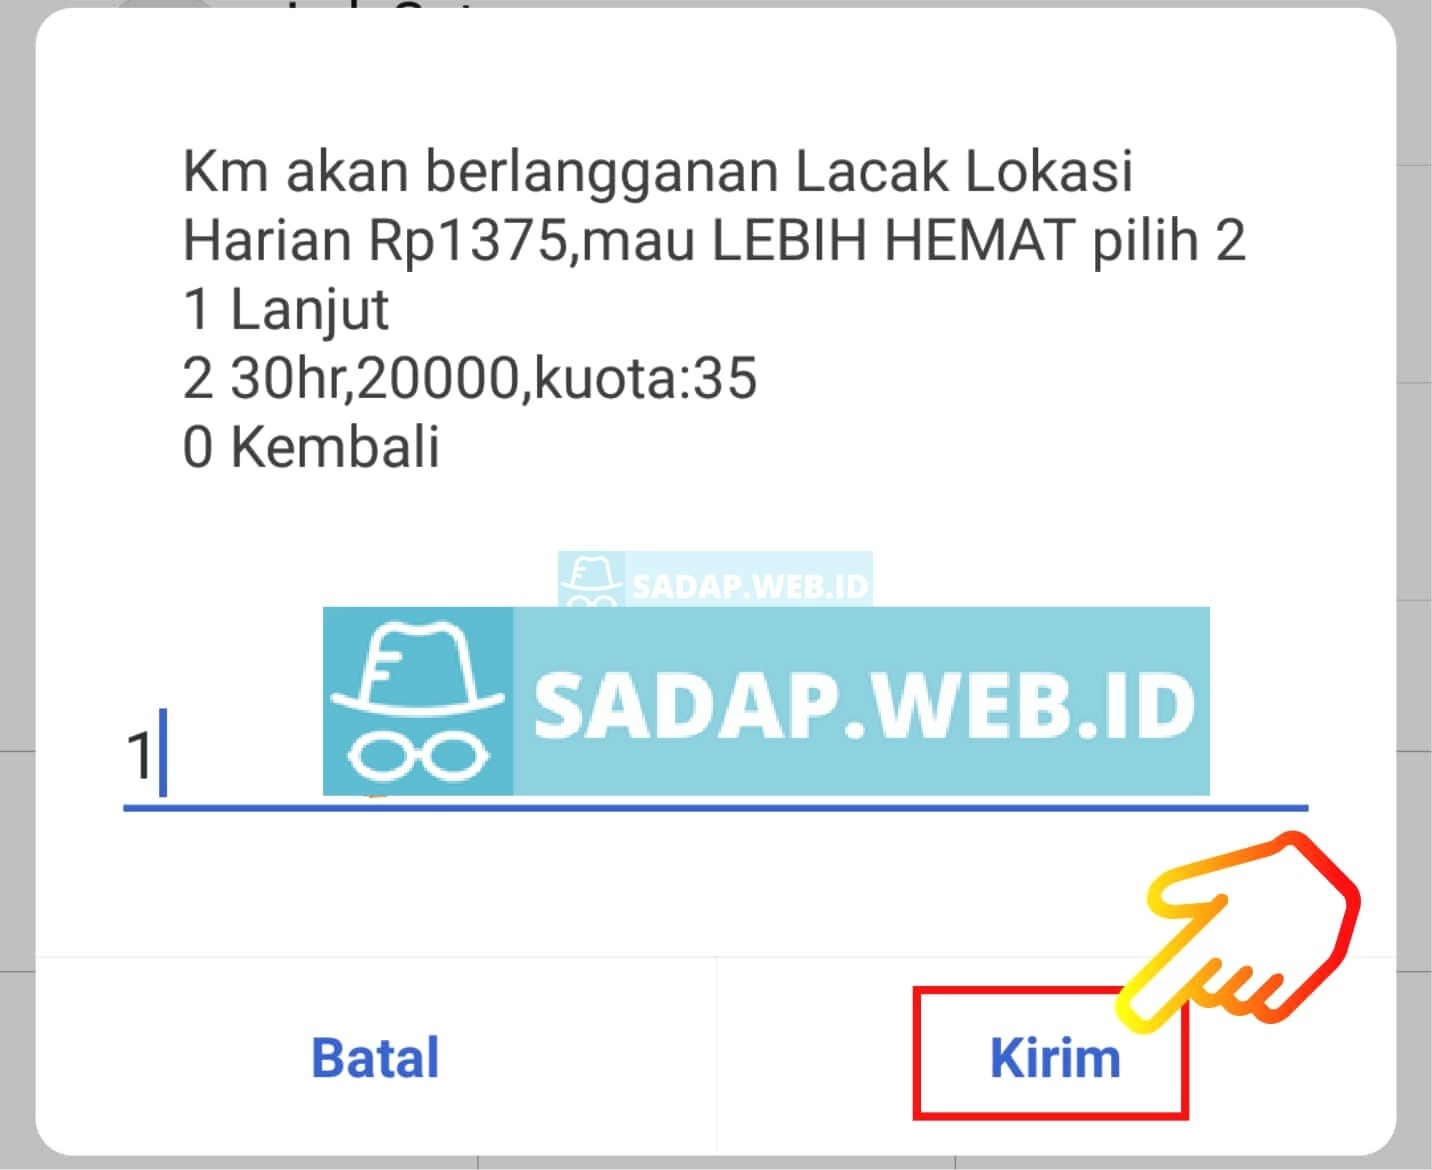 Km akan berlangganan Lacak Lokasi
Harian Rp1375,mau LEBIH HEMAT pilih 2
1 Lanjut
2 30hr,20000,kuota:35
0 Kembali
SADAP.WEB.ID
SADAP.WEB.ID
1
Batal
Kirim